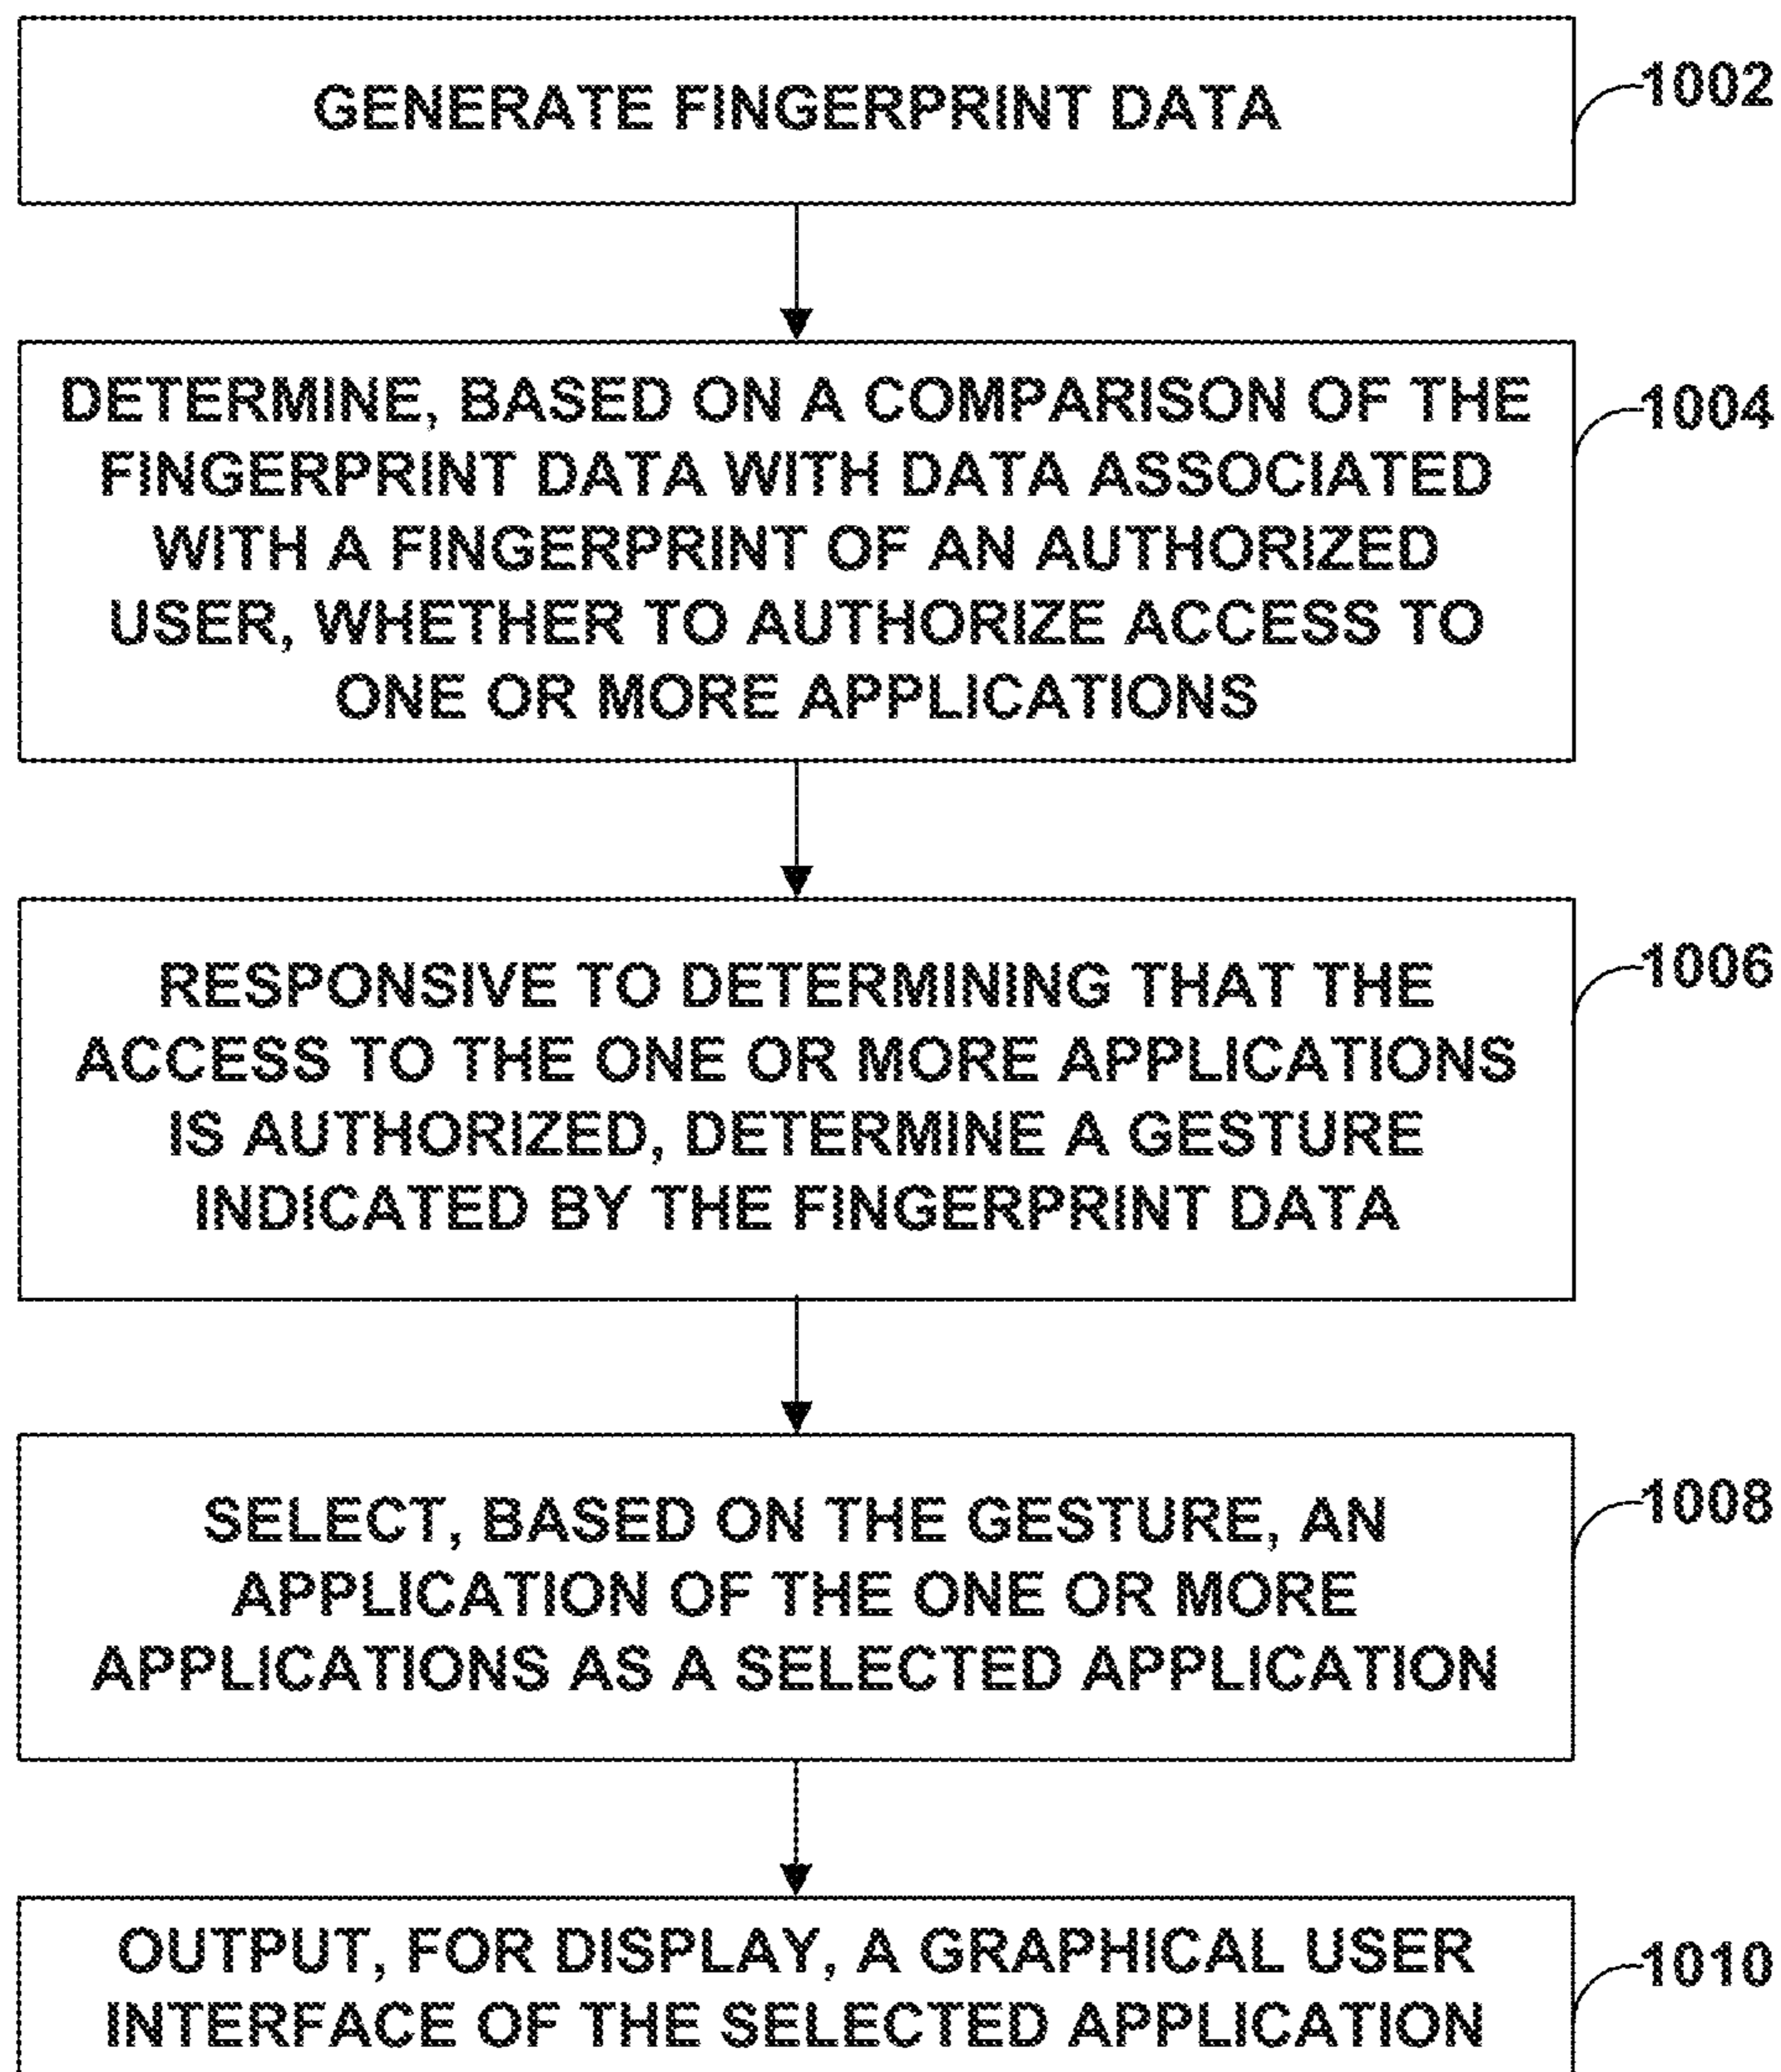 GENERATE FINGERPRINT DATA
1002
DETERMINE, BASED ON A COMPARISON OF THE
FINGERPRINT DATA WITH DATA ASSOCIATED
WITH A FINGERPRINT OF AN AUTHORIZED
USER, WHETHER TO AUTHORIZE ACCESS TO
ONE OR MORE APPLICATIONS
1004
RESPONSIVE TO DETERMINING THAT THE
ACCESS TO THE ONE OR MORE APPLICATIONS
IS AUTHORIZED, DETERMINE A GESTURE
INDICATED BY THE FINGERPRINT DATA
1006
SELECT, BASED ON THE GESTURE, AN
APPLICATION OF THE ONE OR MORE
APPLICATIONS AS A SELECTED APPLICATION
1008
OUTPUT, FOR DISPLAY, A GRAPHICAL USER
INTERFACE OF THE SELECTED APPLICATION
1010